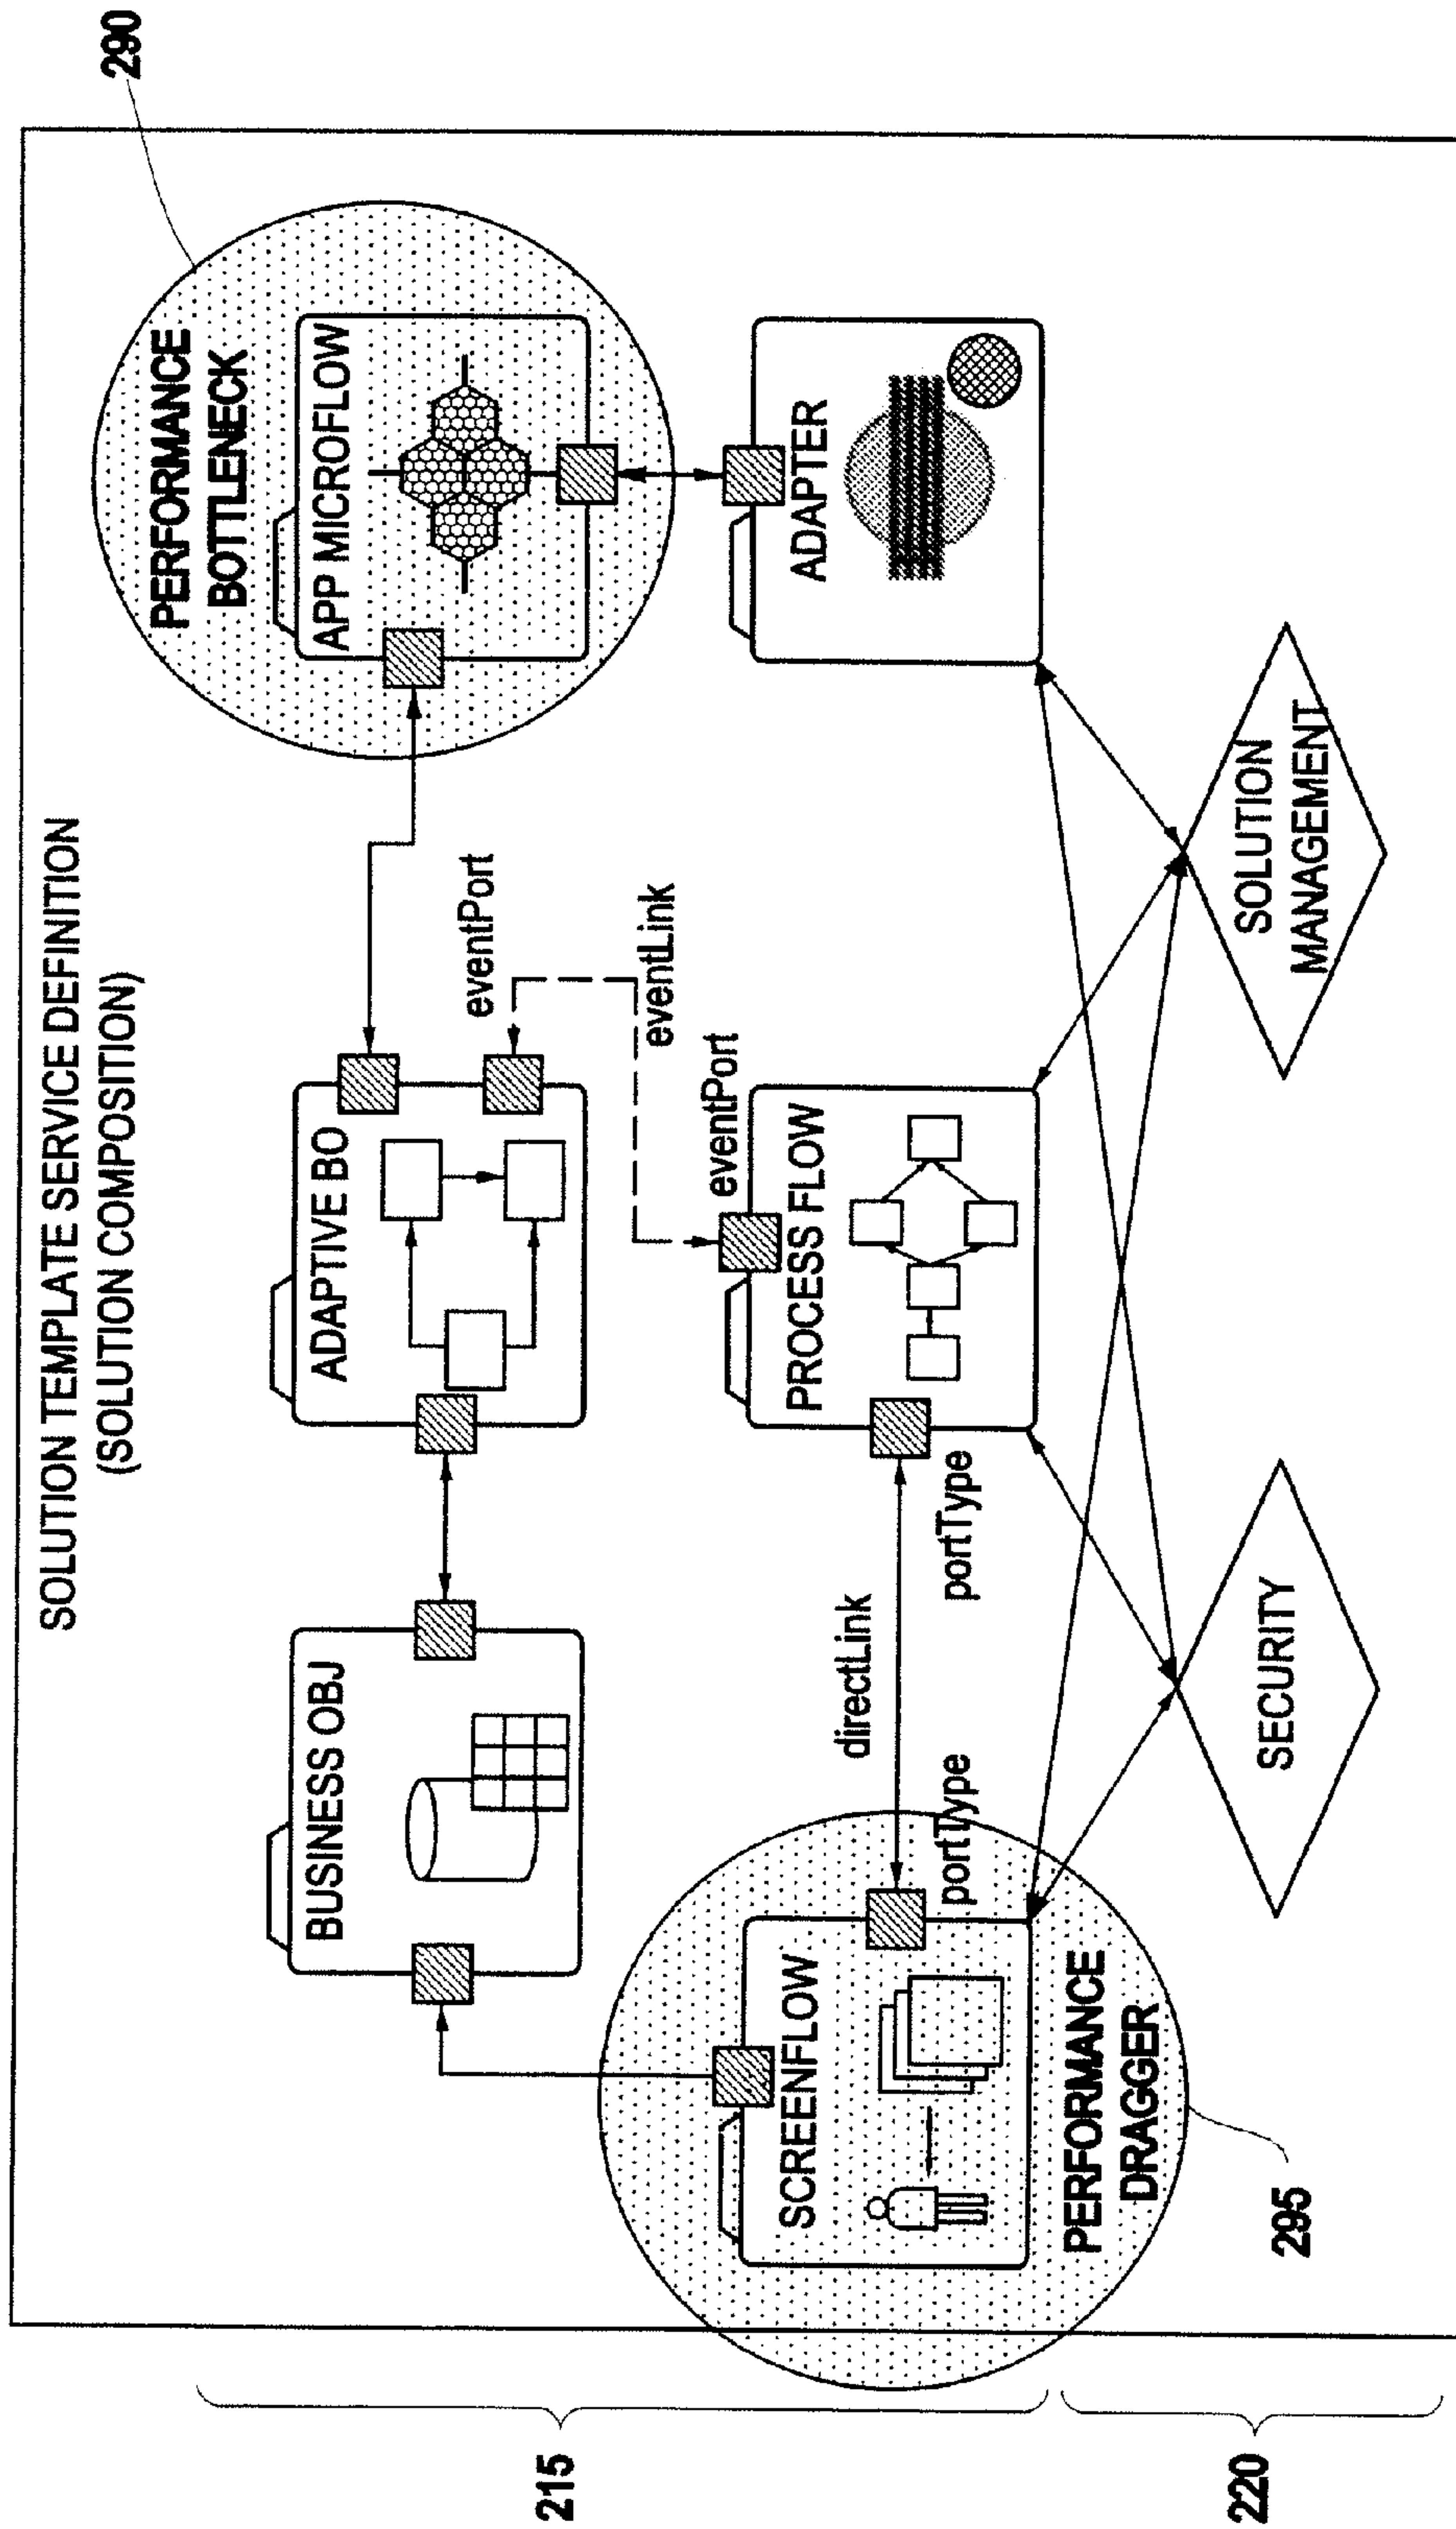 SOLUTION TEMPLATE SERVICE DEFINITION
(SOLUTION COMPOSITION)
290
PERFORMANCE
BOTTLENECK
BUSINESS OBJ
ADAPTIVE BO
APP MICROFLOW
eventPort
eventLink
eventPort
215
SCREENFLOW
directLink
portType
portType
PROCESS FLOW
ADAPTER
PERFORMANCE
DRAGGER
220
295
SECURITY
SOLUTION
MANAGEMENT